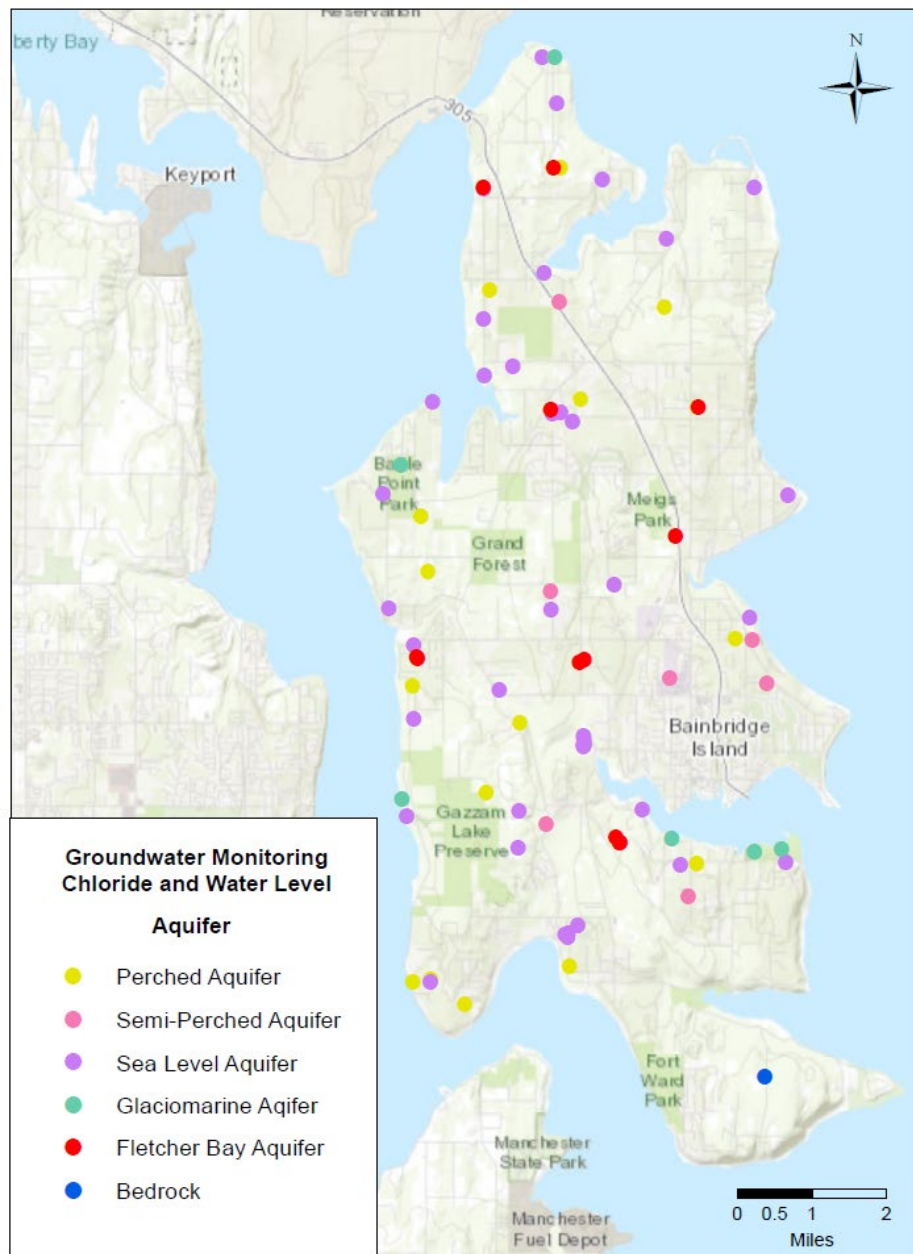 Reservation
berty Bay
N
305
Keyport
Battle
Point
Park
Meigs
Park
Grand
Forest
Bainbridge
Island
Gazzam
Lake
Preserve
Fort
Ward
Park
Manchester
State Park
Manchester
Fuel Depot
Groundwater Monitoring
Chloride and Water Level
Aquifer
Perched Aquifer
Semi-Perched Aquifer
Sea Level Aquifer
Glaciomarine Aqifer
Fletcher Bay Aquifer
Bedrock
0 0.5 1 2
Miles